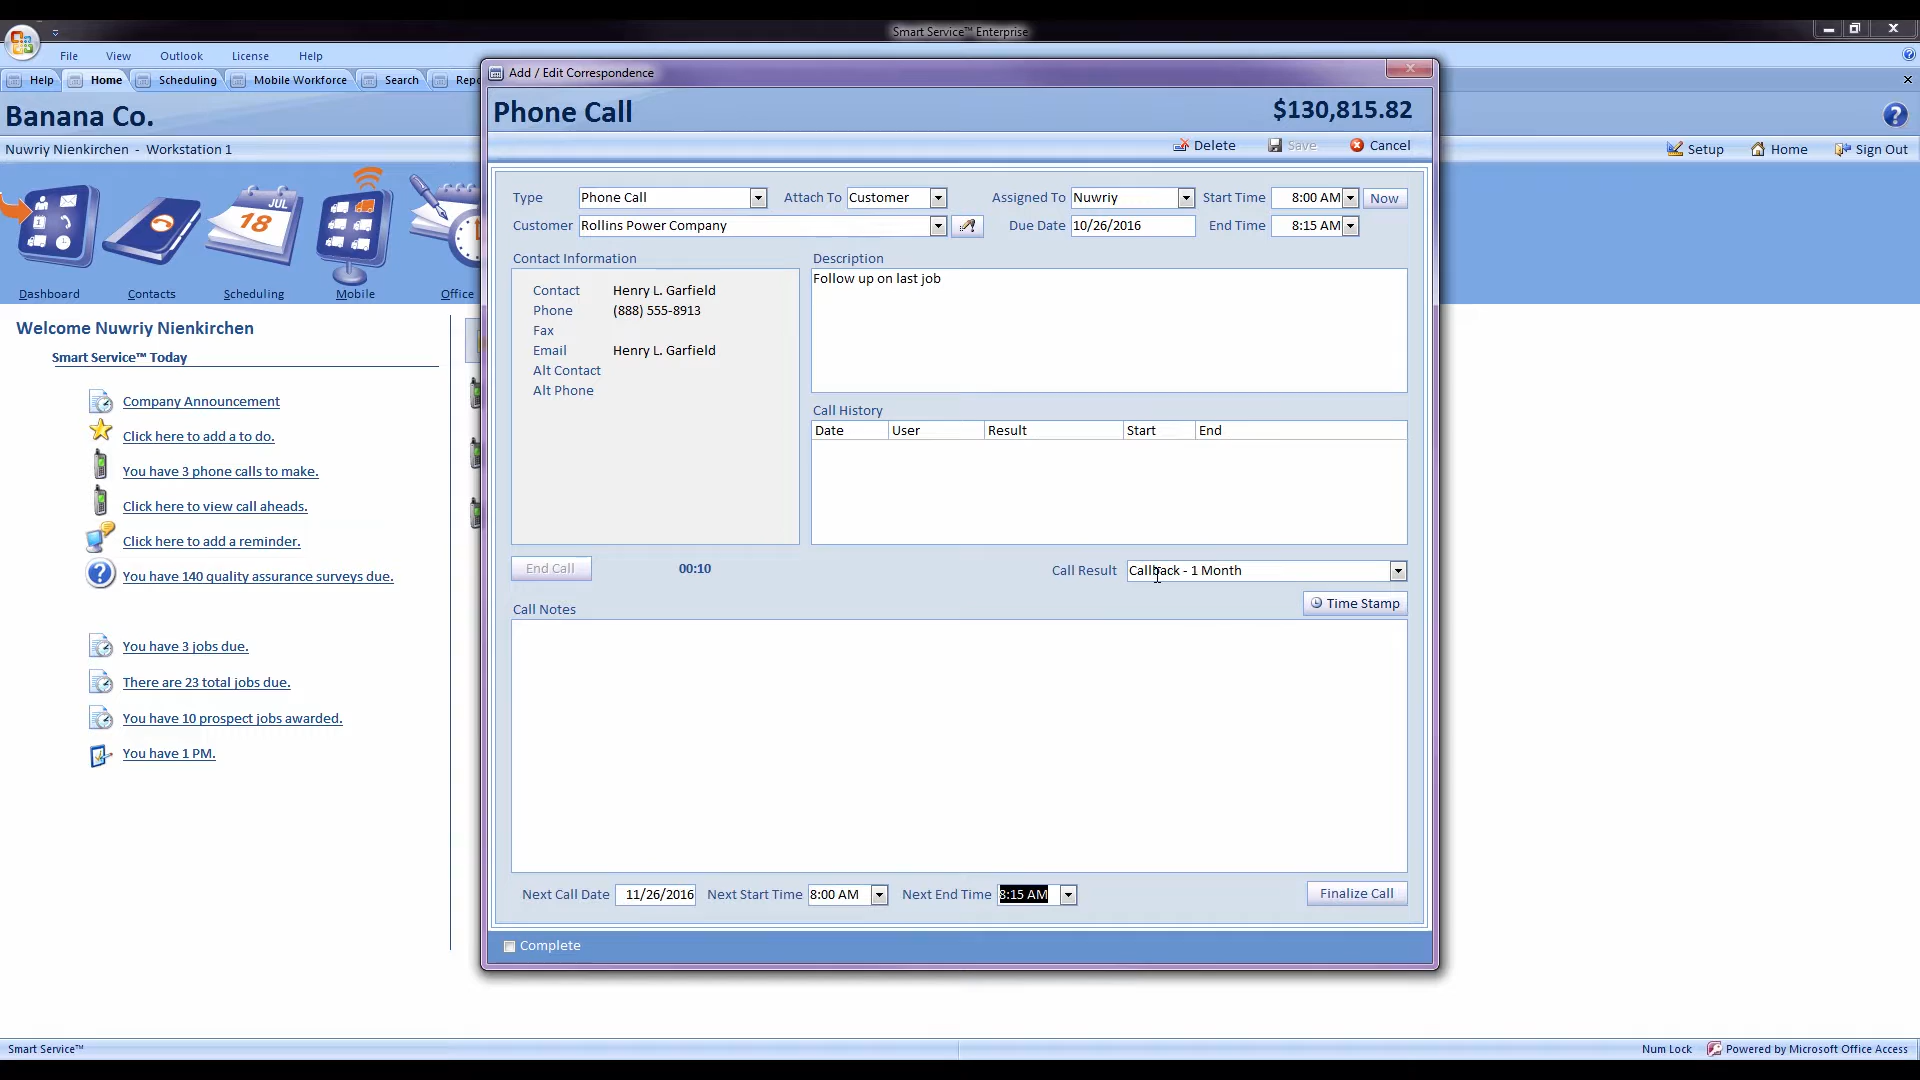 Smart Service™ Enterprise
File View Outlook License Help
Help Home Scheduling Mobile Workforce Search Repo
Banana Co.
Nuwriy Nienkirchen - Workstation 1
Setup Home Sign Out
JUL
18
Dashboard Contacts Scheduling Mobile Office
Welcome Nuwriy Nienkirchen
Smart Service™ Today
Company Announcement
Click here to add a to do.
You have 3 phone calls to make.
Click here to view call aheads.
Click here to add a reminder.
You have 140 quality assurance surveys due.
You have 3 jobs due.
There are 23 total jobs due.
You have 10 prospect jobs awarded.
You have 1 PM.
Add / Edit Correspondence
Phone Call $130,815.82
Delete Save Cancel
Type Phone Call Attach To Customer Assigned To Nuwriy Start Time 8:00 AM Now
Customer Rollins Power Company Due Date 10/26/2016 End Time 8:15 AM
Contact Information
Contact Henry L. Garfield
Phone (888) 555-8913
Fax
Email Henry L. Garfield
Alt Contact
Alt Phone
Description
Follow up on last job
Call History
Date User Result Start End
End Call 00:10 Call Result Callback - 1 Month
Time Stamp
Call Notes
Next Call Date 11/26/2016 Next Start Time 8:00 AM Next End Time 8:15 AM Finalize Call
Complete
Smart Service™ Num Lock Powered by Microsoft Office Access